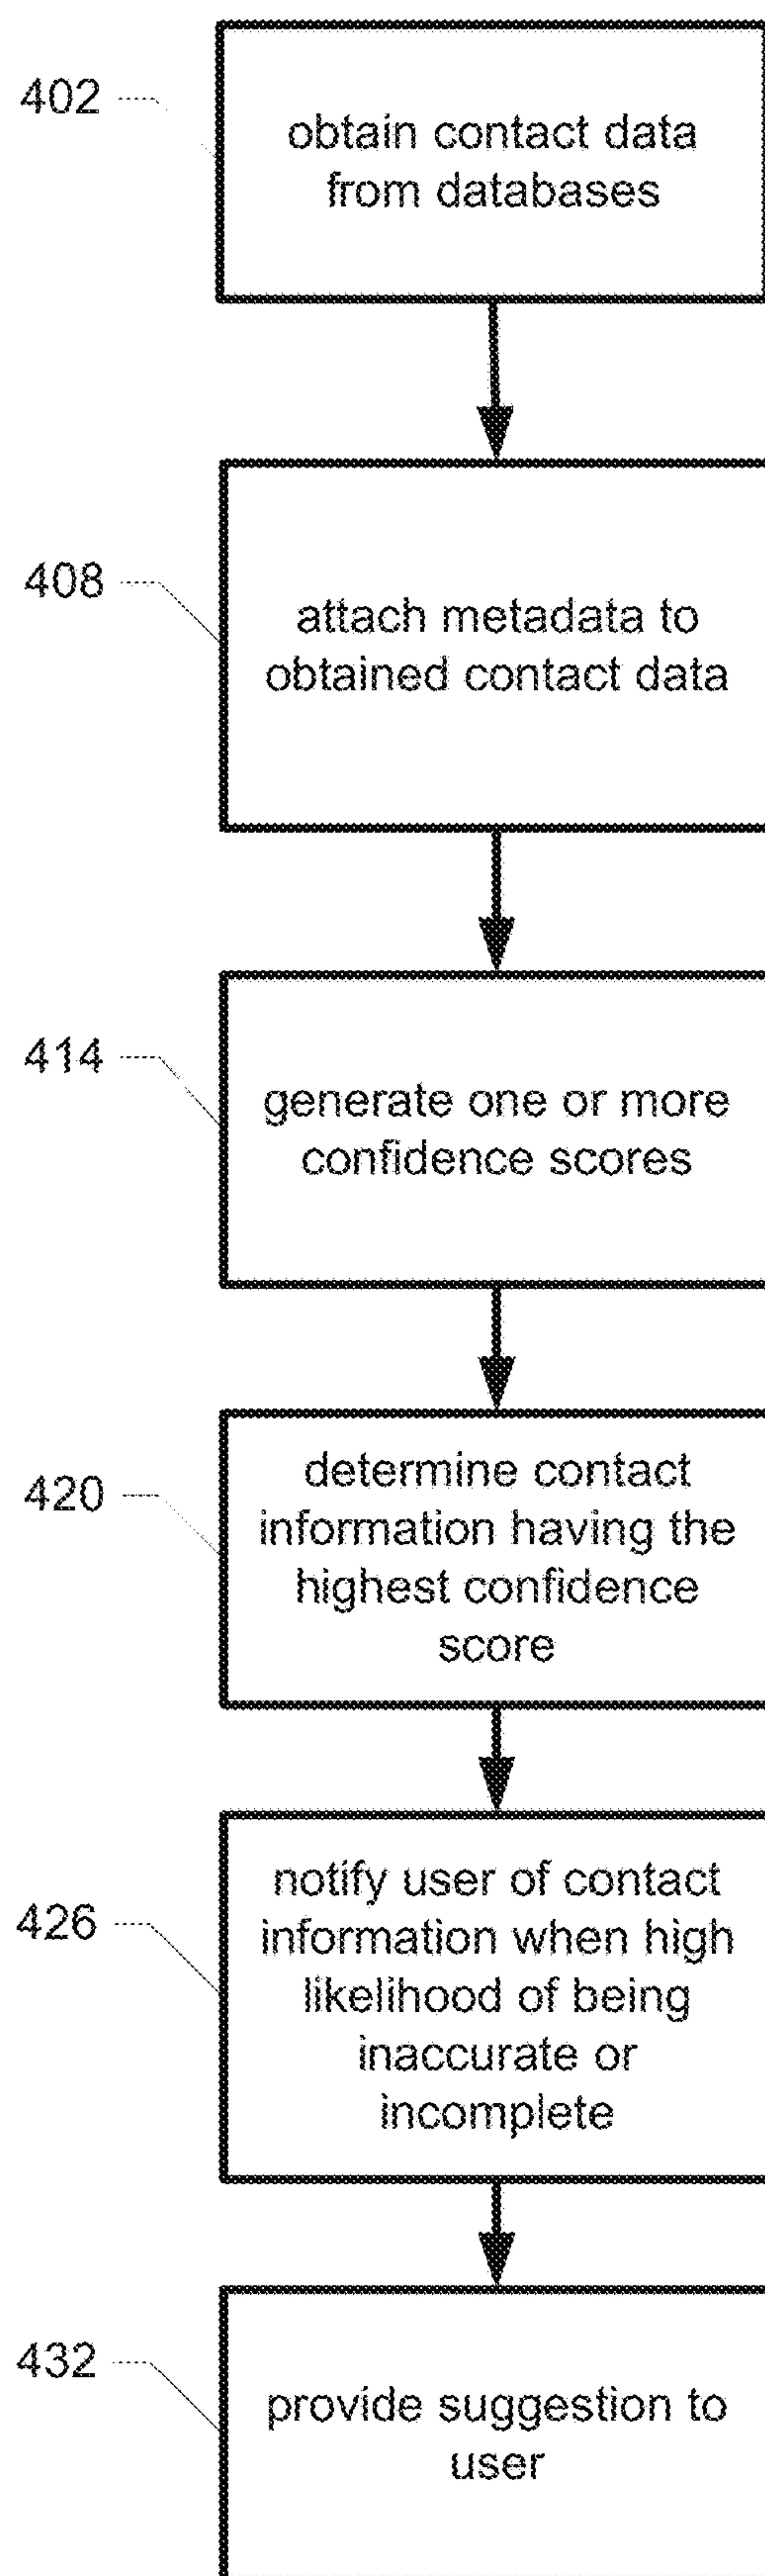 402
obtain contact data
from databases
408
attach metadata to
obtained contact data
414
generate one or more
confidence scores
420
determine contact
information having the
highest confidence
score
426
notify user of contact
information when high
likelihood of being
inaccurate or
incomplete
432
provide suggestion to
user